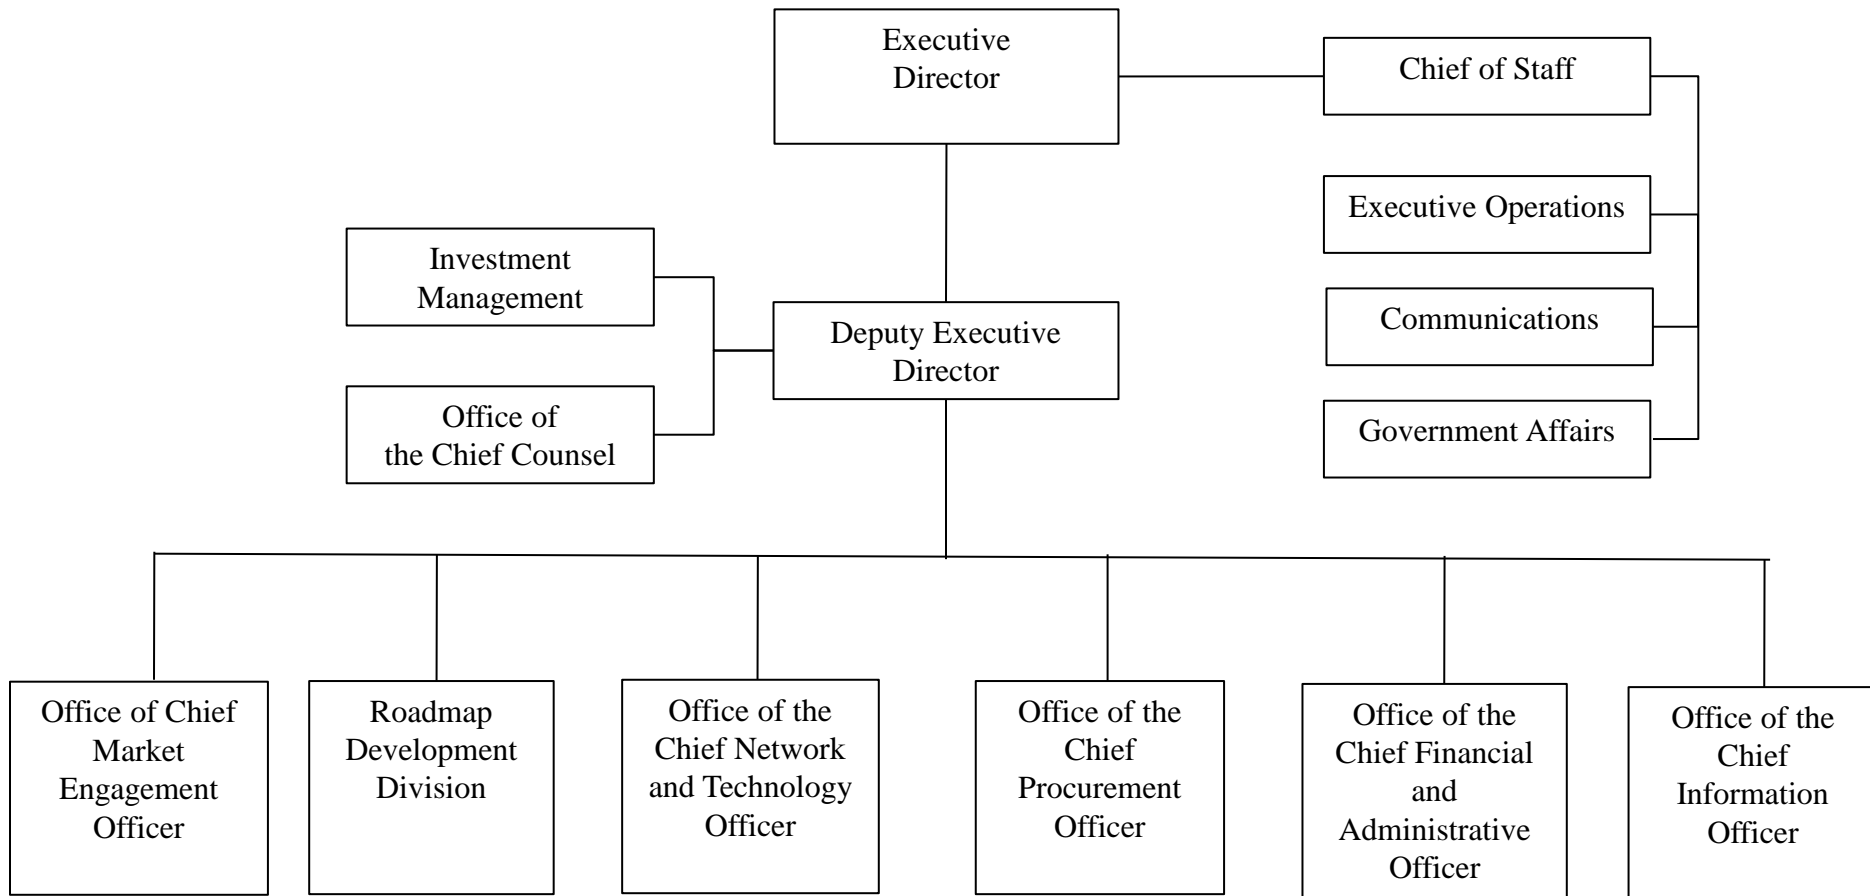 Executive
Director
Chief of Staff
Executive Operations
Investment
Management
Communications
Deputy Executive
Director
Office of
the Chief Counsel
Government Affairs
Office of Chief
Market
Engagement
Officer
Roadmap
Development
Division
Office of the
Chief Network
and Technology
Officer
Office of the
Chief
Procurement
Officer
Office of the
Chief Financial
and
Administrative
Officer
Office of the
Chief
Information
Officer